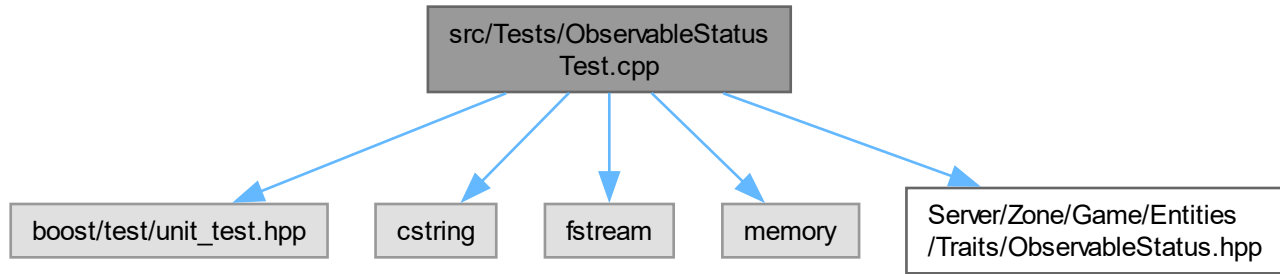 src/Tests/ObservableStatus
Test.cpp
boost/test/unit_test.hpp
cstring
fstream
memory
Server/Zone/Game/Entities
/Traits/ObservableStatus.hpp